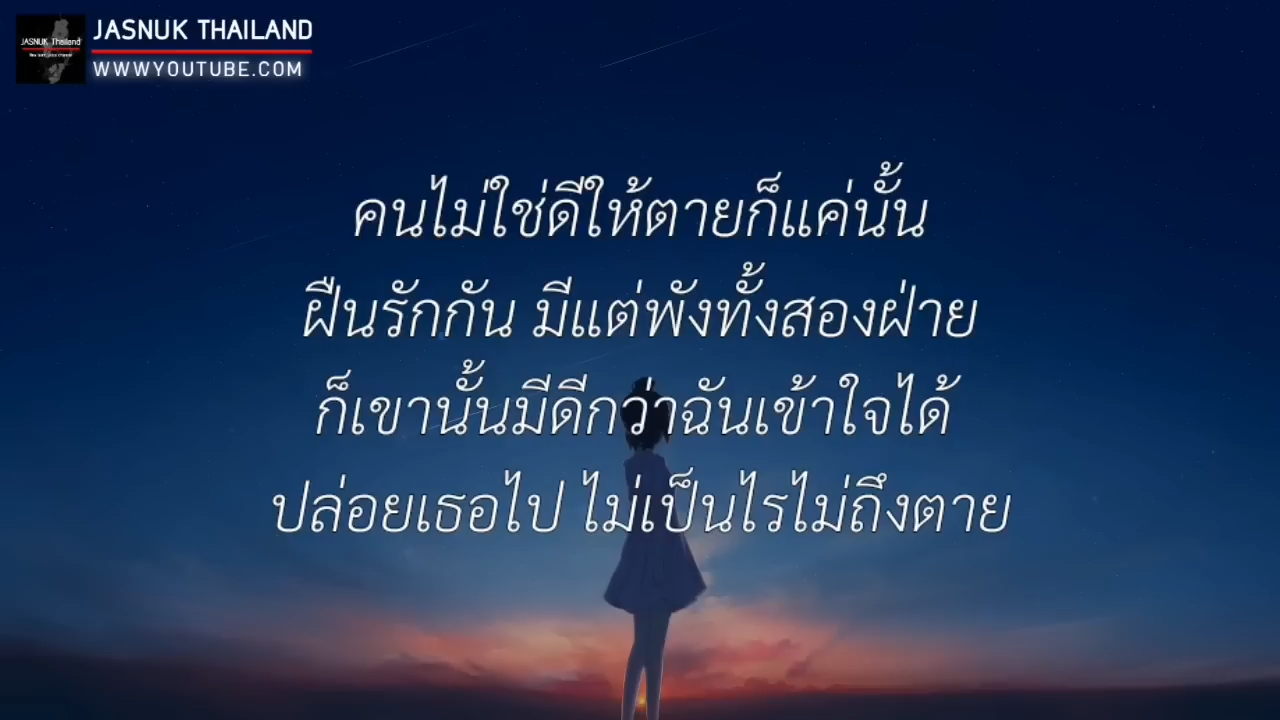 JASNUK Thailand
JASNUK THAILAND
WWWYOUTUBE.COM
คนไม่ใช่ดีให้ตายก็แค่นั้น
ฝืนรักกัน มีแต่พังทั้งสองฝ่าย
ก็เขานั้นมีดีกว่าฉันเข้าใจได้
ปล่อยเธอไป ไม่เป็นไรไม่ถึงตาย